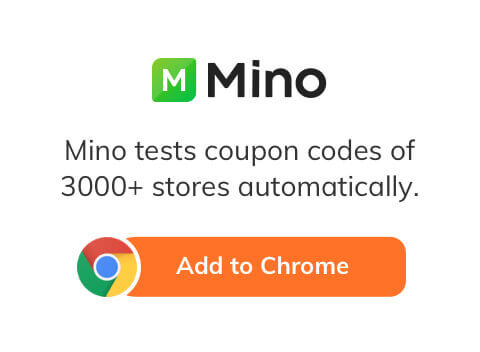 M Mino
Mino tests coupon codes of
3000+ stores automatically.
Add to Chrome